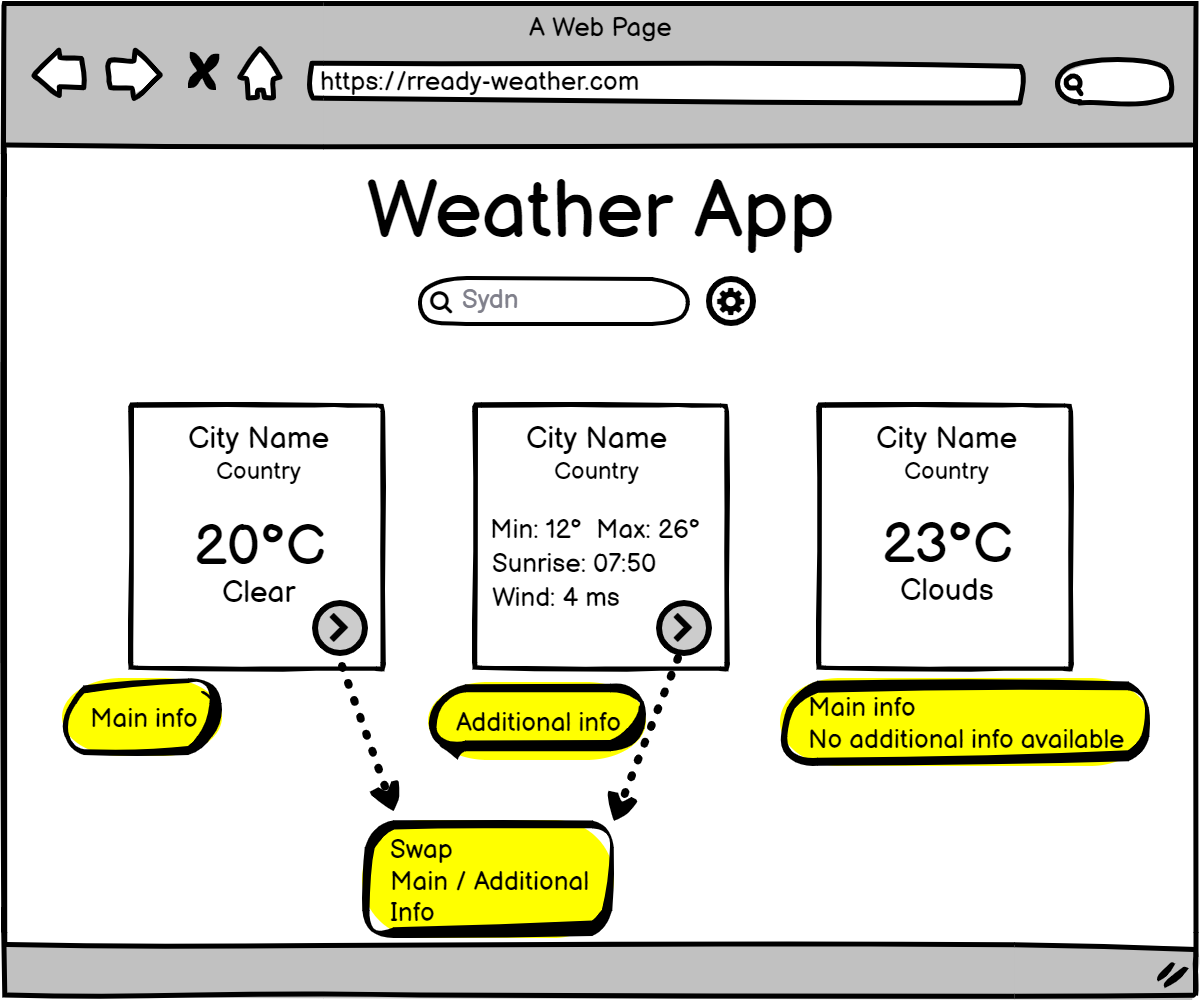 A Web Page
https://rready-weather.com
Weather App
Sydn
City Name
Country
20°C
Clear
City Name
Country
Min: 12° Max: 26°
Sunrise: 07:50
Wind: 4 ms
City Name
Country
23°C
Clouds
Main info
Additional info
Main info
No additional info available
Swap
Main / Additional
Info